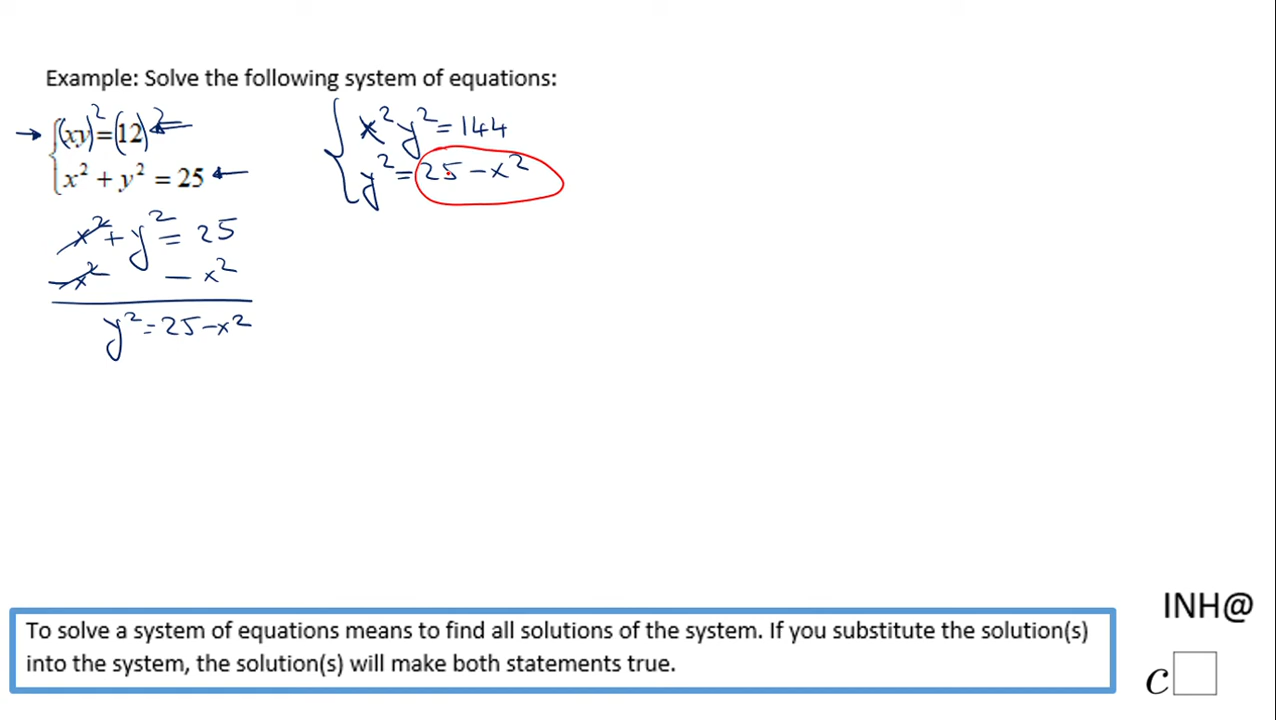 Example: Solve the following system of equations:
(xy)²=(12)²
x² + y² = 25
x² + y² = 25
-x² - x²
y² = 25 - x²
x²y² = 144
y² = 25 - x²
To solve a system of equations means to find all solutions of the system. If you substitute the solution(s)
into the system, the solution(s) will make both statements true.
INH@
c